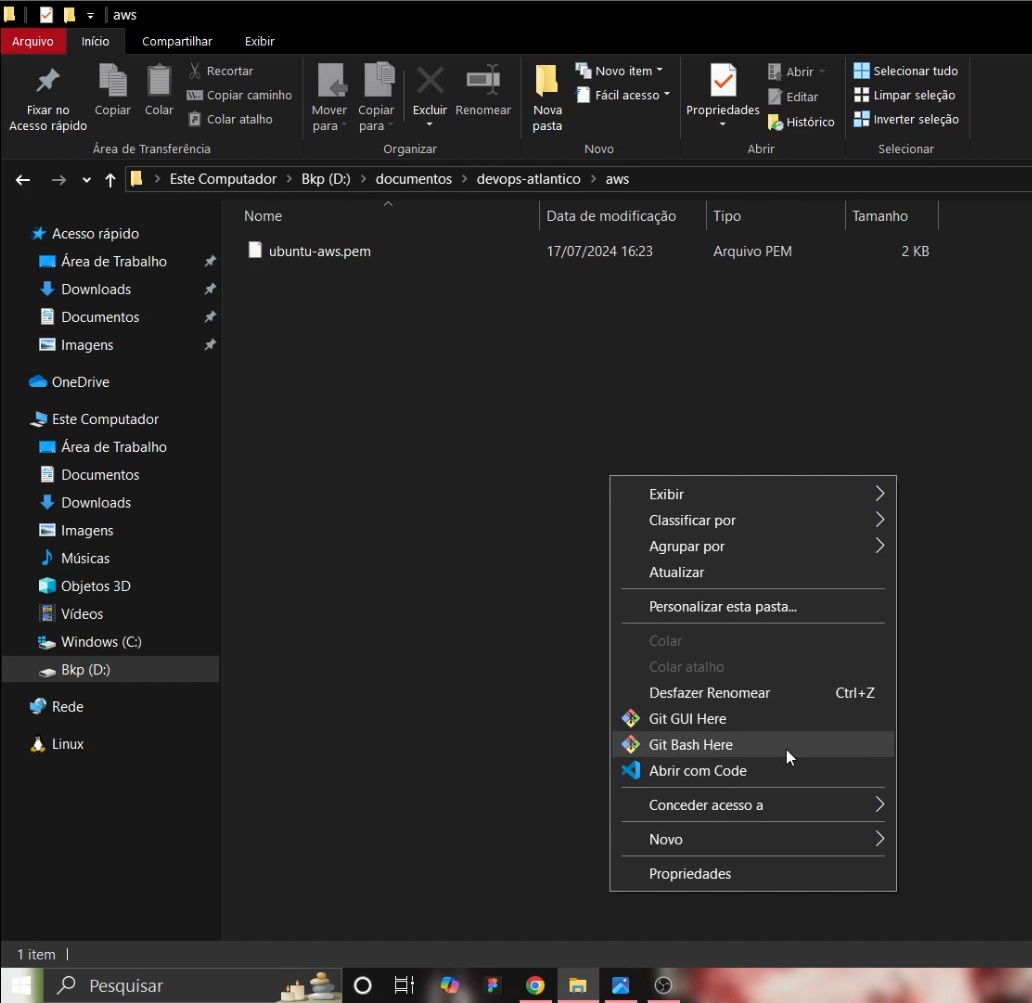 aws
Arquivo Início Compartilhar Exibir
Fixar no
Acesso rápido
Copiar
Colar
Recortar
Copiar caminho
Colar atalho
Área de Transferência
Mover
para
Copiar
para
Excluir
Renomear
Organizar
Nova
pasta
Novo item
Fácil acesso
Novo
Propriedades
Abrir
Editar
Histórico
Abrir
Selecionar tudo
Limpar seleção
Inverter seleção
Selecionar
Este Computador > Bkp (D:) > documentos > devops-atlantico > aws
Nome Data de modificação Tipo Tamanho
ubuntu-aws.pem 17/07/2024 16:23 Arquivo PEM 2 KB
Acesso rápido
Área de Trabalho
Downloads
Documentos
Imagens
OneDrive
Este Computador
Área de Trabalho
Documentos
Downloads
Imagens
Músicas
Objetos 3D
Vídeos
Windows (C:)
Bkp (D:)
Rede
Linux
Exibir
Classificar por
Agrupar por
Atualizar
Personalizar esta pasta...
Colar
Colar atalho
Desfazer Renomear Ctrl+Z
Git GUI Here
Git Bash Here
Abrir com Code
Conceder acesso a
Novo
Propriedades
1 item
Pesquisar